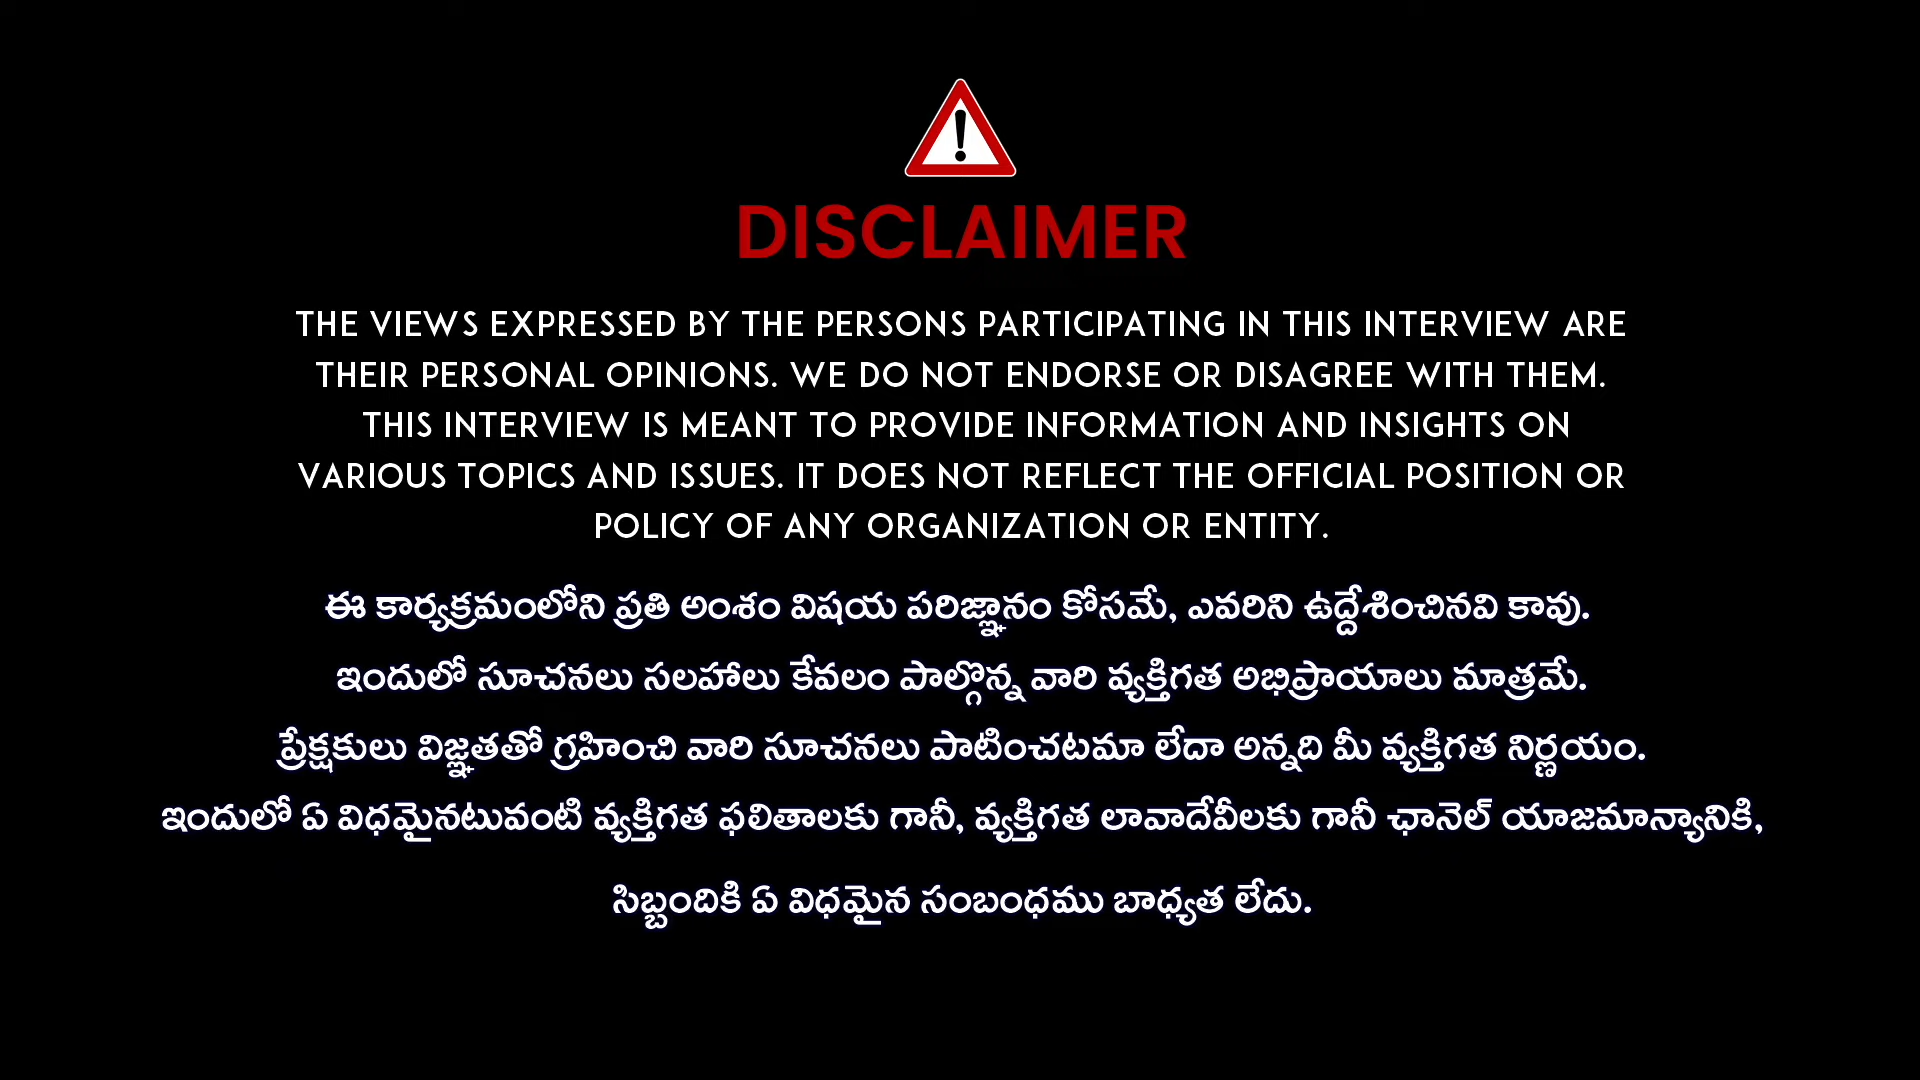 DISCLAIMER
THE VIEWS EXPRESSED BY THE PERSONS PARTICIPATING IN THIS INTERVIEW ARE
THEIR PERSONAL OPINIONS. WE DO NOT ENDORSE OR DISAGREE WITH THEM.
THIS INTERVIEW IS MEANT TO PROVIDE INFORMATION AND INSIGHTS ON
VARIOUS TOPICS AND ISSUES. IT DOES NOT REFLECT THE OFFICIAL POSITION OR
POLICY OF ANY ORGANIZATION OR ENTITY.
ఈ కార్యక్రమంలోని ప్రతి అంశం విషయ పరిజ్ఞానం కోసమే, ఎవరిని ఉద్దేశించినవి కావు.
ఇందులో సూచనలు సలహాలు కేవలం పాల్గొన్న వారి వ్యక్తిగత అభిప్రాయాలు మాత్రమే.
ప్రేక్షకులు విజ్ఞతతో గ్రహించి వారి సూచనలు పాటించటమా లేదా అన్నది మీ వ్యక్తిగత నిర్ణయం.
ఇందులో ఏ విధమైనటువంటి వ్యక్తిగత ఫలితాలకు గానీ, వ్యక్తిగత లావాదేవీలకు గానీ ఛానెల్ యాజమాన్యానికి,
సిబ్బందికి ఏ విధమైన సంబంధము బాధ్యత లేదు.